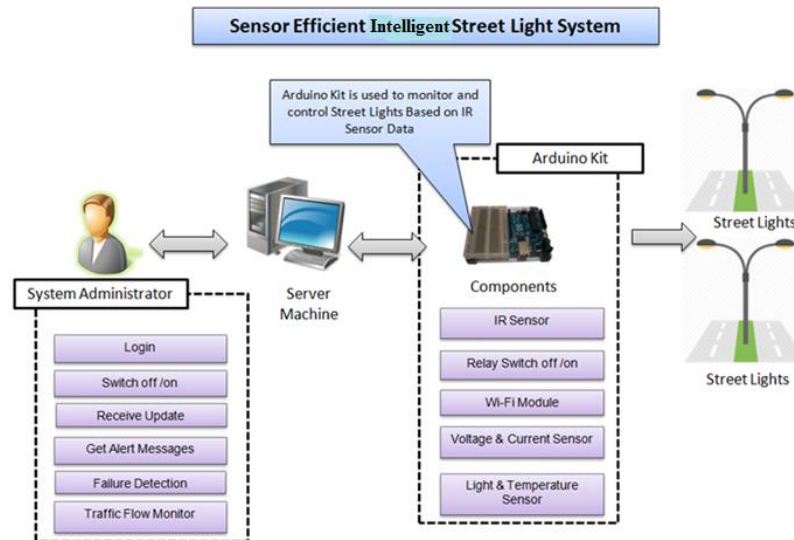 Sensor Efficient Intelligent Street Light System
Arduino Kit is used to monitor and
control Street Lights Based on IR
Sensor Data
Arduino Kit
System Administrator
Server
Machine
Components
Street Lights
Street Lights
Login
Switch off /on
Receive Update
Get Alert Messages
Failure Detection
Traffic Flow Monitor
IR Sensor
Relay Switch off /on
Wi-Fi Module
Voltage & Current Sensor
Light & Temperature
Sensor